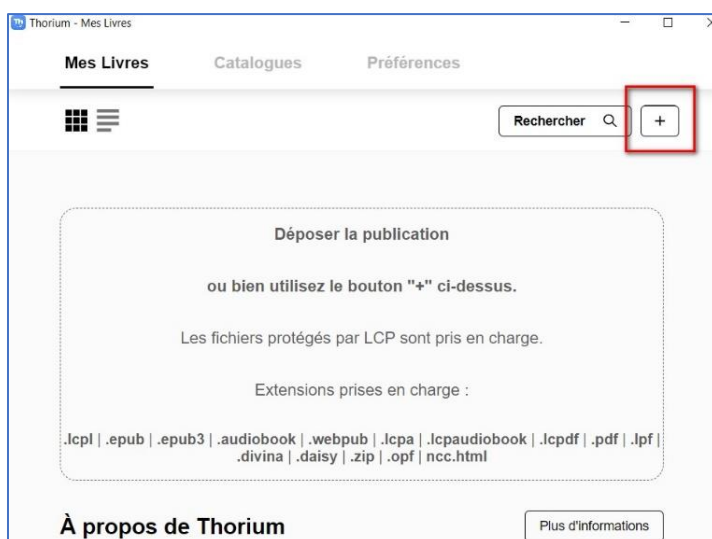 Thorium - Mes Livres
Mes Livres Catalogues Préférences
Rechercher +
Déposer la publication
ou bien utilisez le bouton "+" ci-dessus.
Les fichiers protégés par LCP sont pris en charge.
Extensions prises en charge :
.lcpl | .epub | .epub3 | .audiobook | .webpub | .lcpa | .lcpaudiobook | .lcpdf | .pdf | .lpf |
.divina | .daisy | .zip | .opf | ncc.html
À propos de Thorium Plus d'informations